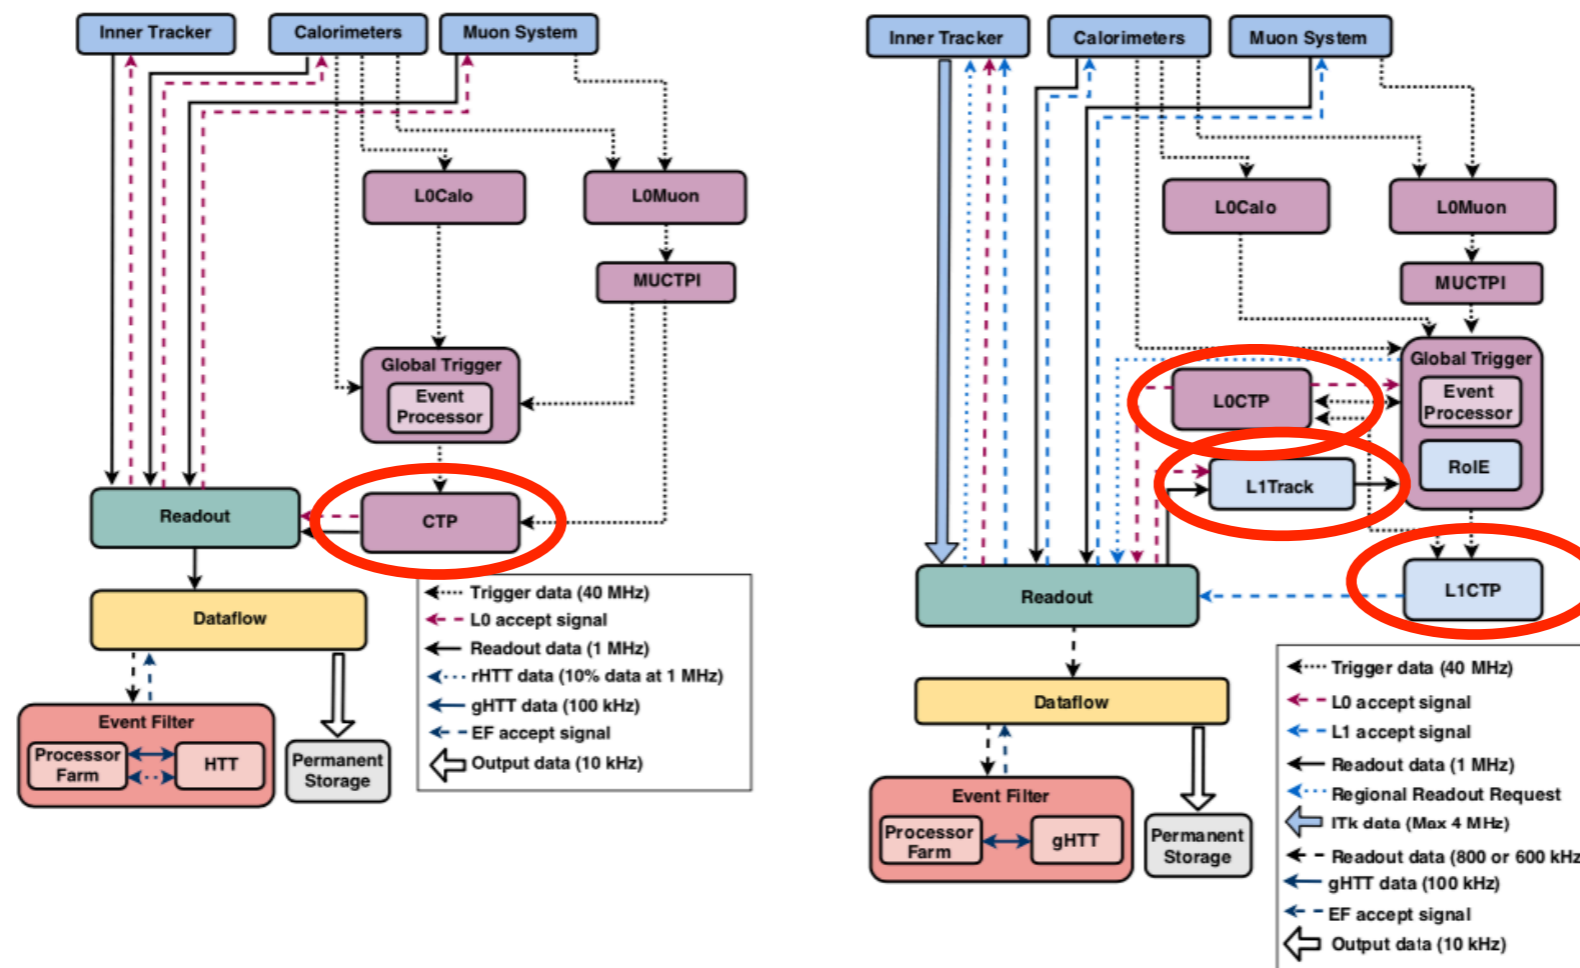 Inner Tracker
Calorimeters
Muon System
L0Calo
L0Muon
MUCTPI
Global Trigger
Event
Processor
Readout
CTP
Dataflow
Event Filter
Processor
Farm
HTT
Permanent
Storage
Trigger data (40 MHz)
L0 accept signal
Readout data (1 MHz)
rHTT data (10% data at 1 MHz)
gHTT data (100 kHz)
EF accept signal
Output data (10 kHz)
Inner Tracker
Calorimeters
Muon System
L0Calo
L0Muon
MUCTPI
Global Trigger
L0CTP
Event
Processor
RoIE
L1Track
L1CTP
Readout
Dataflow
Event Filter
Processor
Farm
gHTT
Permanent
Storage
Trigger data (40 MHz)
L0 accept signal
L1 accept signal
Readout data (1 MHz)
Regional Readout Request
ITk data (Max 4 MHz)
Readout data (800 or 600 kHz
gHTT data (100 kHz)
EF accept signal
Output data (10 kHz)